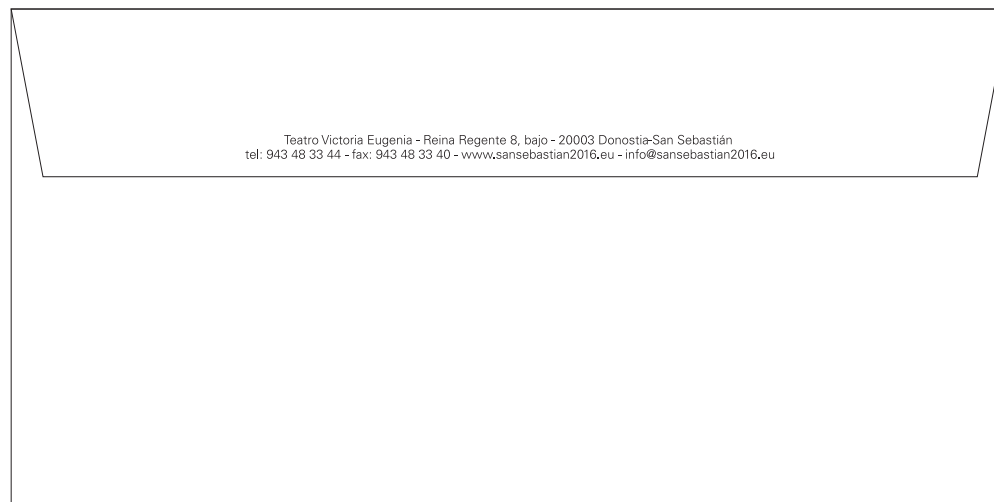 Teatro Victoria Eugenia - Reina Regente 8, bajo - 20003 Donostia-San Sebastián
tel: 943 48 33 44 - fax: 943 48 33 40 - www.sansebastian2016.eu - info@sansebastian2016.eu